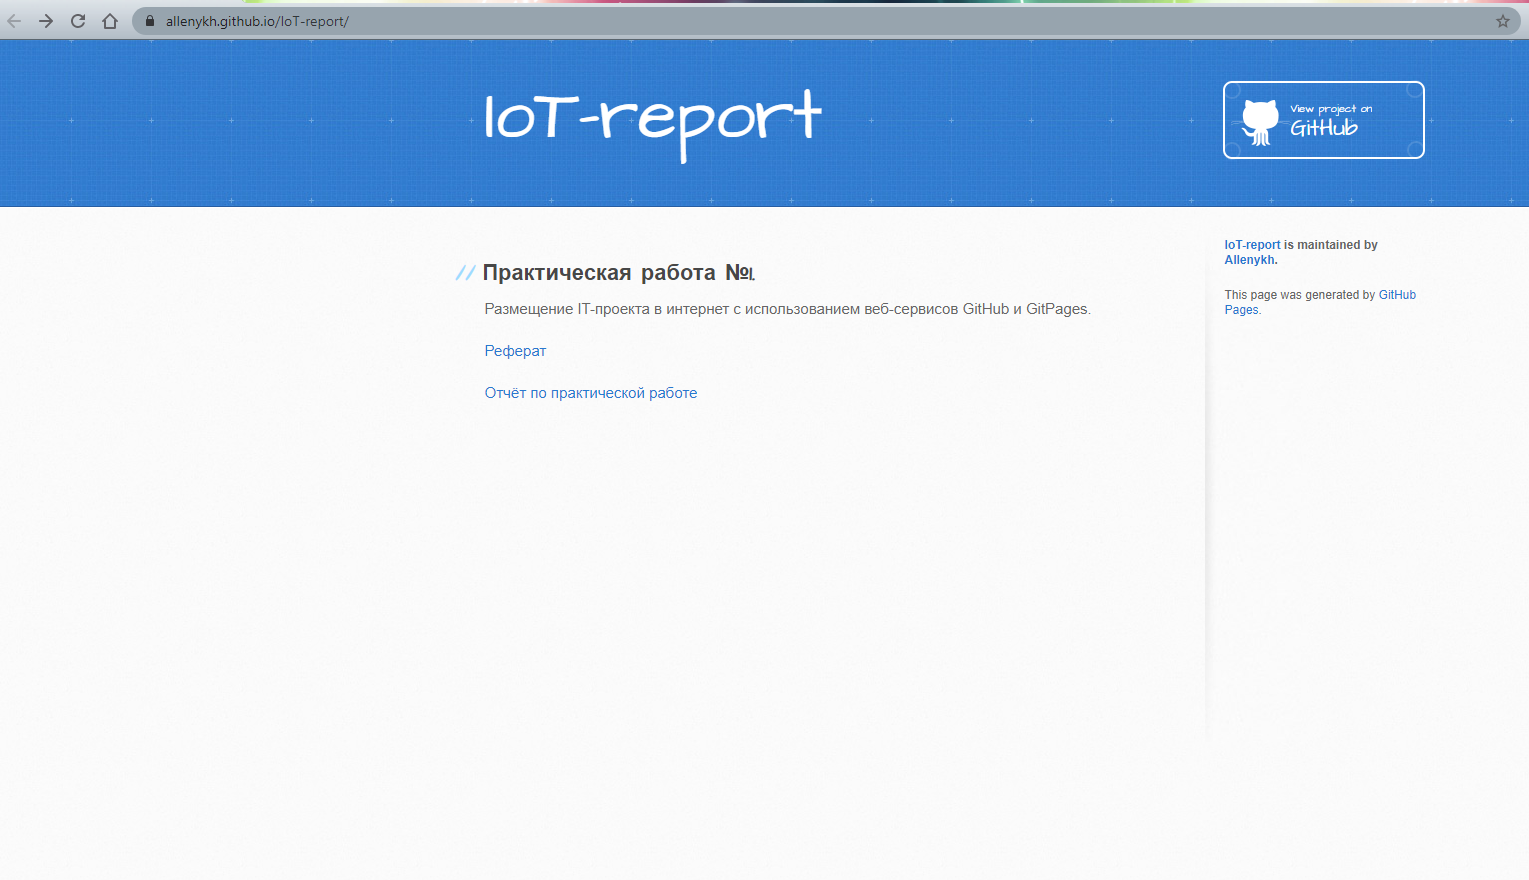 allenykh.github.io/IoT-report/
IoT-report
View project on
GitHub
IoT-report is maintained by
Allenykh.
This page was generated by GitHub
Pages.
// Практическая работа №1.
Размещение IT-проекта в интернет с использованием веб-сервисов GitHub и GitPages.
Реферат
Отчёт по практической работе